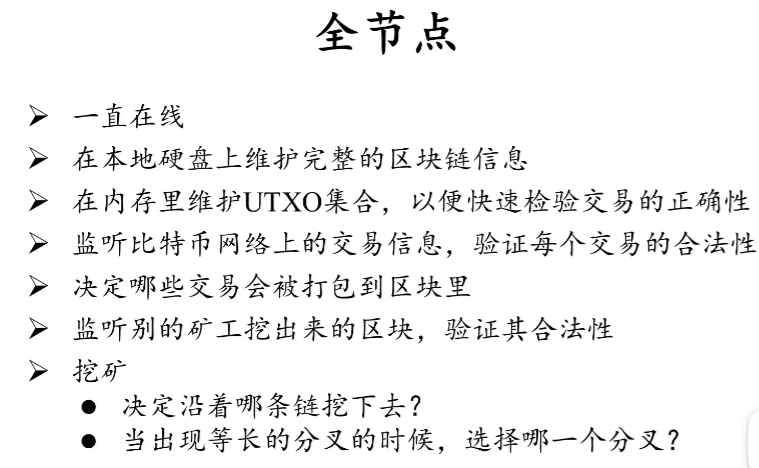 全节点
➢ 一直在线
➢ 在本地硬盘上维护完整的区块链信息
➢ 在内存里维护UTXO集合，以便快速检验交易的正确性
➢ 监听比特币网络上的交易信息，验证每个交易的合法性
➢ 决定哪些交易会被打包到区块里
➢ 监听别的矿工挖出来的区块，验证其合法性
➢ 挖矿
● 决定沿着哪条链挖下去？
● 当出现等长的分叉的时候，选择哪一个分叉？